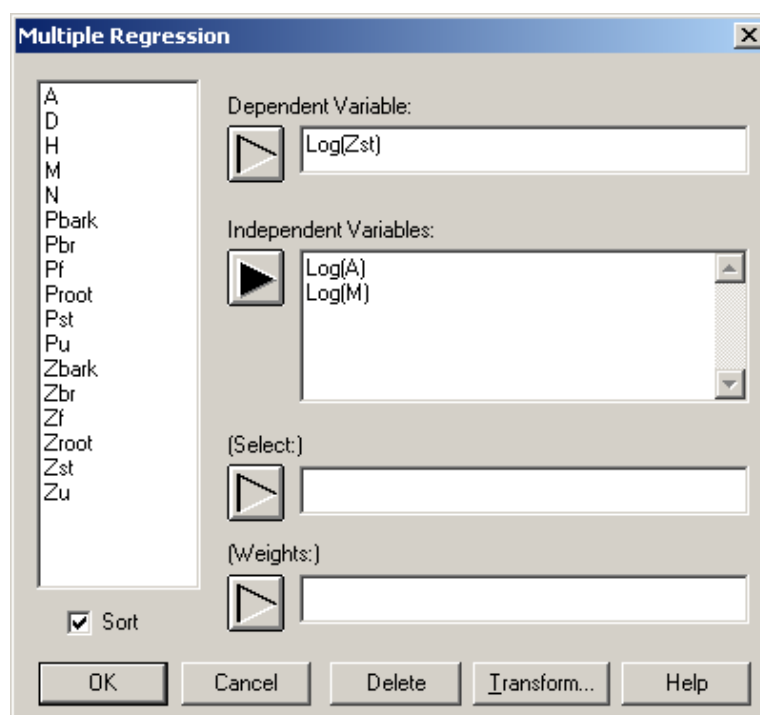 Multiple Regression
A
D
H
M
N
Pbark
Pbr
Pf
Proot
Pst
Pu
Zbark
Zbr
Zf
Zroot
Zst
Zu
Sort
Dependent Variable:
Log(Zst)
Independent Variables:
Log(A)
Log(M)
(Select:)
(Weights:)
OK Cancel Delete Transform... Help